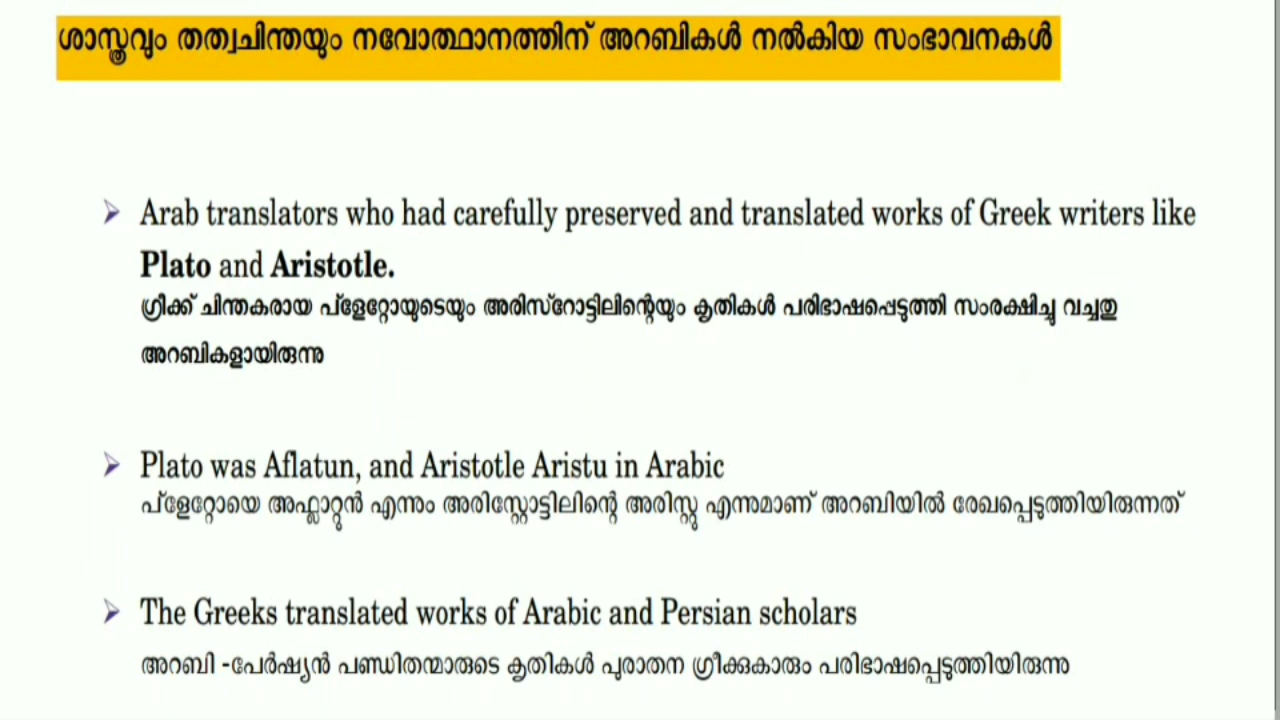 ശാസ്ത്രവും തത്വചിന്തയും നവോത്ഥാനത്തിന് അറബികൾ നൽകിയ സംഭാവനകൾ
Arab translators who had carefully preserved and translated works of Greek writers like
Plato and Aristotle.
ഗ്രീക്ക് ചിന്തകരായ പ്ളേറ്റോയുടെയും അരിസ്റോട്ടിലിന്റെയും കൃതികൾ പരിഭാഷപ്പെടുത്തി സംരക്ഷിച്ചു വച്ചതു
അറബികളായിരുന്നു
Plato was Aflatun, and Aristotle Aristu in Arabic
പ്ളേറ്റോയെ അഫ്ലാറ്റുൻ എന്നും അരിസ്റ്റോട്ടിലിന്റെ അരിസ്റ്റു എന്നുമാണ് അറബിയിൽ രേഖപ്പെടുത്തിയിരുന്നത്
The Greeks translated works of Arabic and Persian scholars
അറബി -പേർഷ്യൻ പണ്ഡിതന്മാരുടെ കൃതികൾ പുരാതന ഗ്രീക്കുകാരും പരിഭാഷപ്പെടുത്തിയിരുന്നു